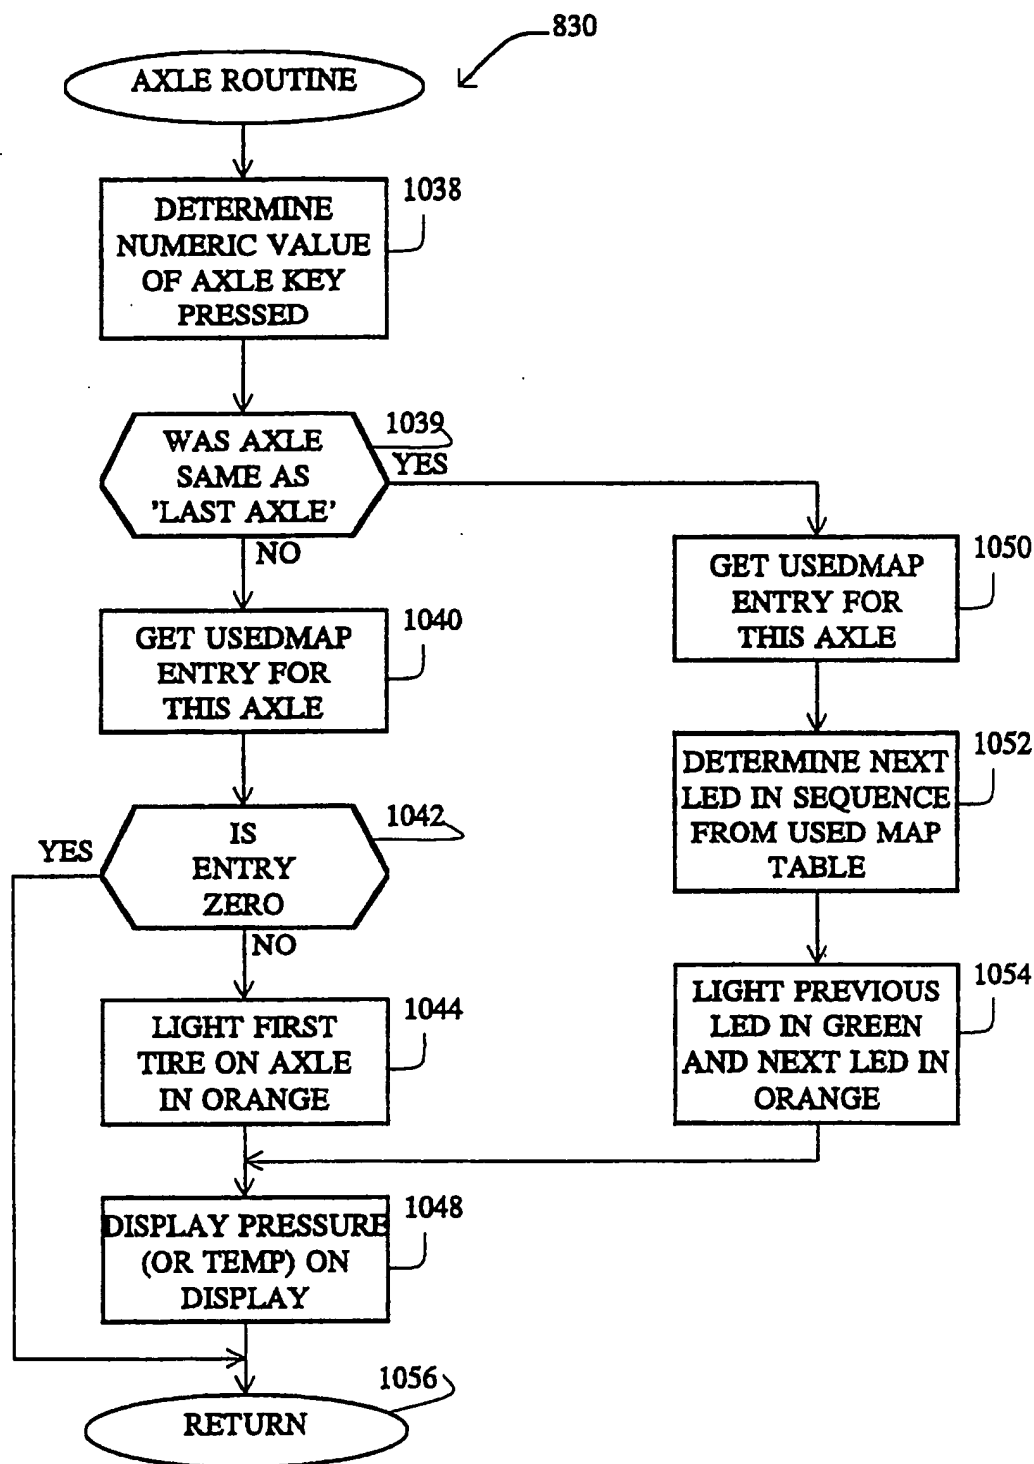 830
AXLE ROUTINE
1038
DETERMINE
NUMERIC VALUE
OF AXLE KEY
PRESSED
1039
WAS AXLE
SAME AS
'LAST AXLE'
YES
NO
1040
GET USEDMAP
ENTRY FOR
THIS AXLE
1042
IS
ENTRY
ZERO
YES
NO
1044
LIGHT FIRST
TIRE ON AXLE
IN ORANGE
1050
GET USEDMAP
ENTRY FOR
THIS AXLE
1052
DETERMINE NEXT
LED IN SEQUENCE
FROM USED MAP
TABLE
1054
LIGHT PREVIOUS
LED IN GREEN
AND NEXT LED IN
ORANGE
1048
DISPLAY PRESSURE
(OR TEMP) ON
DISPLAY
1056
RETURN